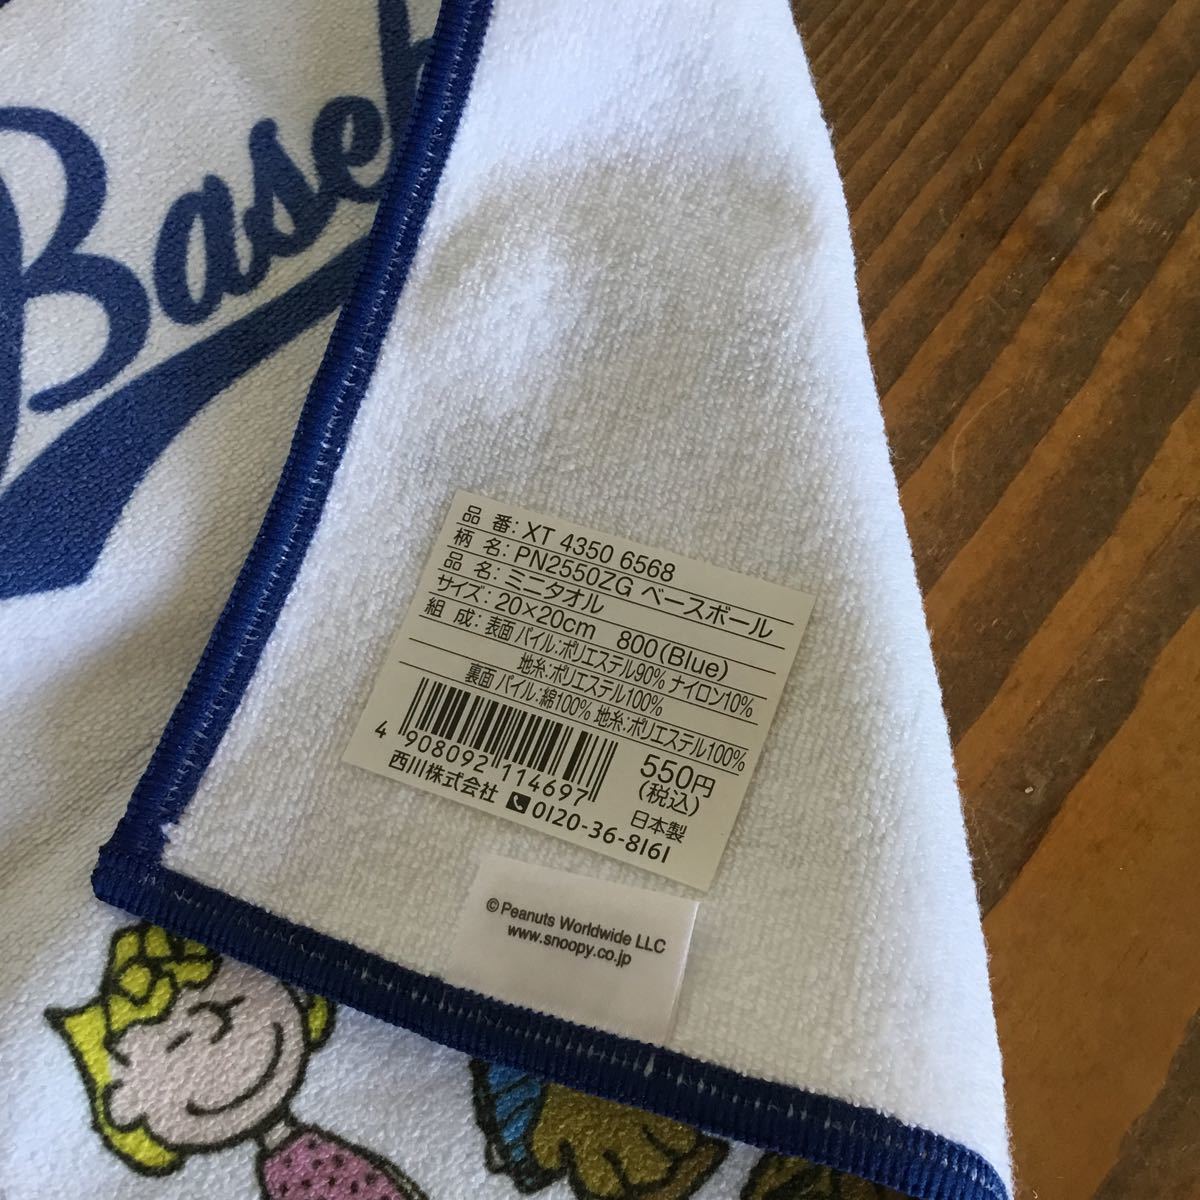 Baseb
品 番: XT 4350 6568
柄 名: PN2550ZG ベースボール
品 名: ミニタオル
サイズ: 20×20cm 800(Blue)
組 成: 表面 パイル:ポリエステル90% ナイロン10%
地糸:ポリエステル100%
裏面 パイル:綿100% 地糸:ポリエステル100%
4 908092 114697
550円
(税込)
西川株式会社
日本製
0120-36-8161
© Peanuts Worldwide LLC
www.snoopy.co.jp